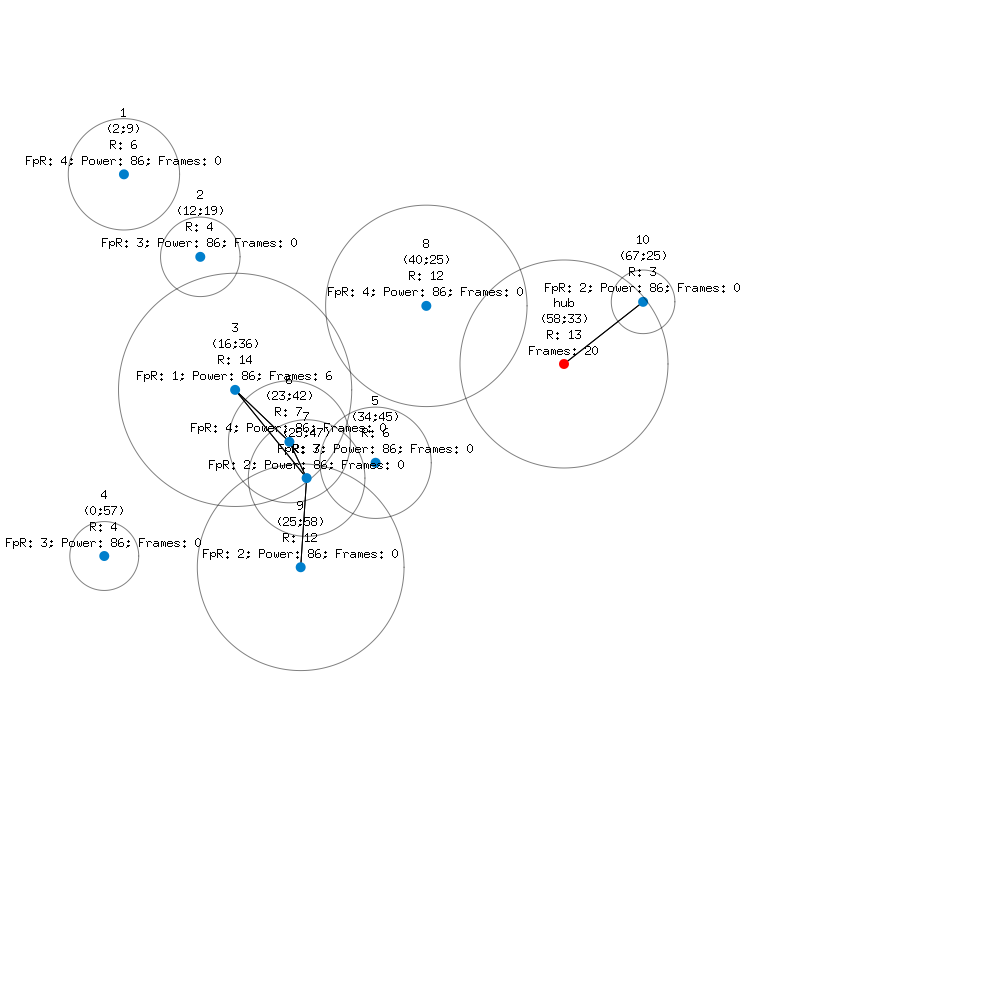 1
(2;9)
R: 6
FpR: 4; Power: 86; Frames: 0
2
(12;19)
R: 4
FpR: 3; Power: 86; Frames: 0
8
(40;25)
R: 12
FpR: 4; Power: 86; Frames: 0
10
(67;25)
R: 3
FpR: 2; Power: 86; Frames: 0
hub
(58;33)
R: 13
Frames: 20
3
(16;36)
R: 14
FpR: 1; Power: 86; Frames: 6
6
(23;42)
R: 7
FpR: 4; Power: 86; Frames: 0
5
(34;45)
R: 6
FpR: 3; Power: 86; Frames: 0
7
(25;47)
R: 7
FpR: 2; Power: 86; Frames: 0
4
(0;57)
R: 4
FpR: 3; Power: 86; Frames: 0
9
(25;58)
R: 12
FpR: 2; Power: 86; Frames: 0